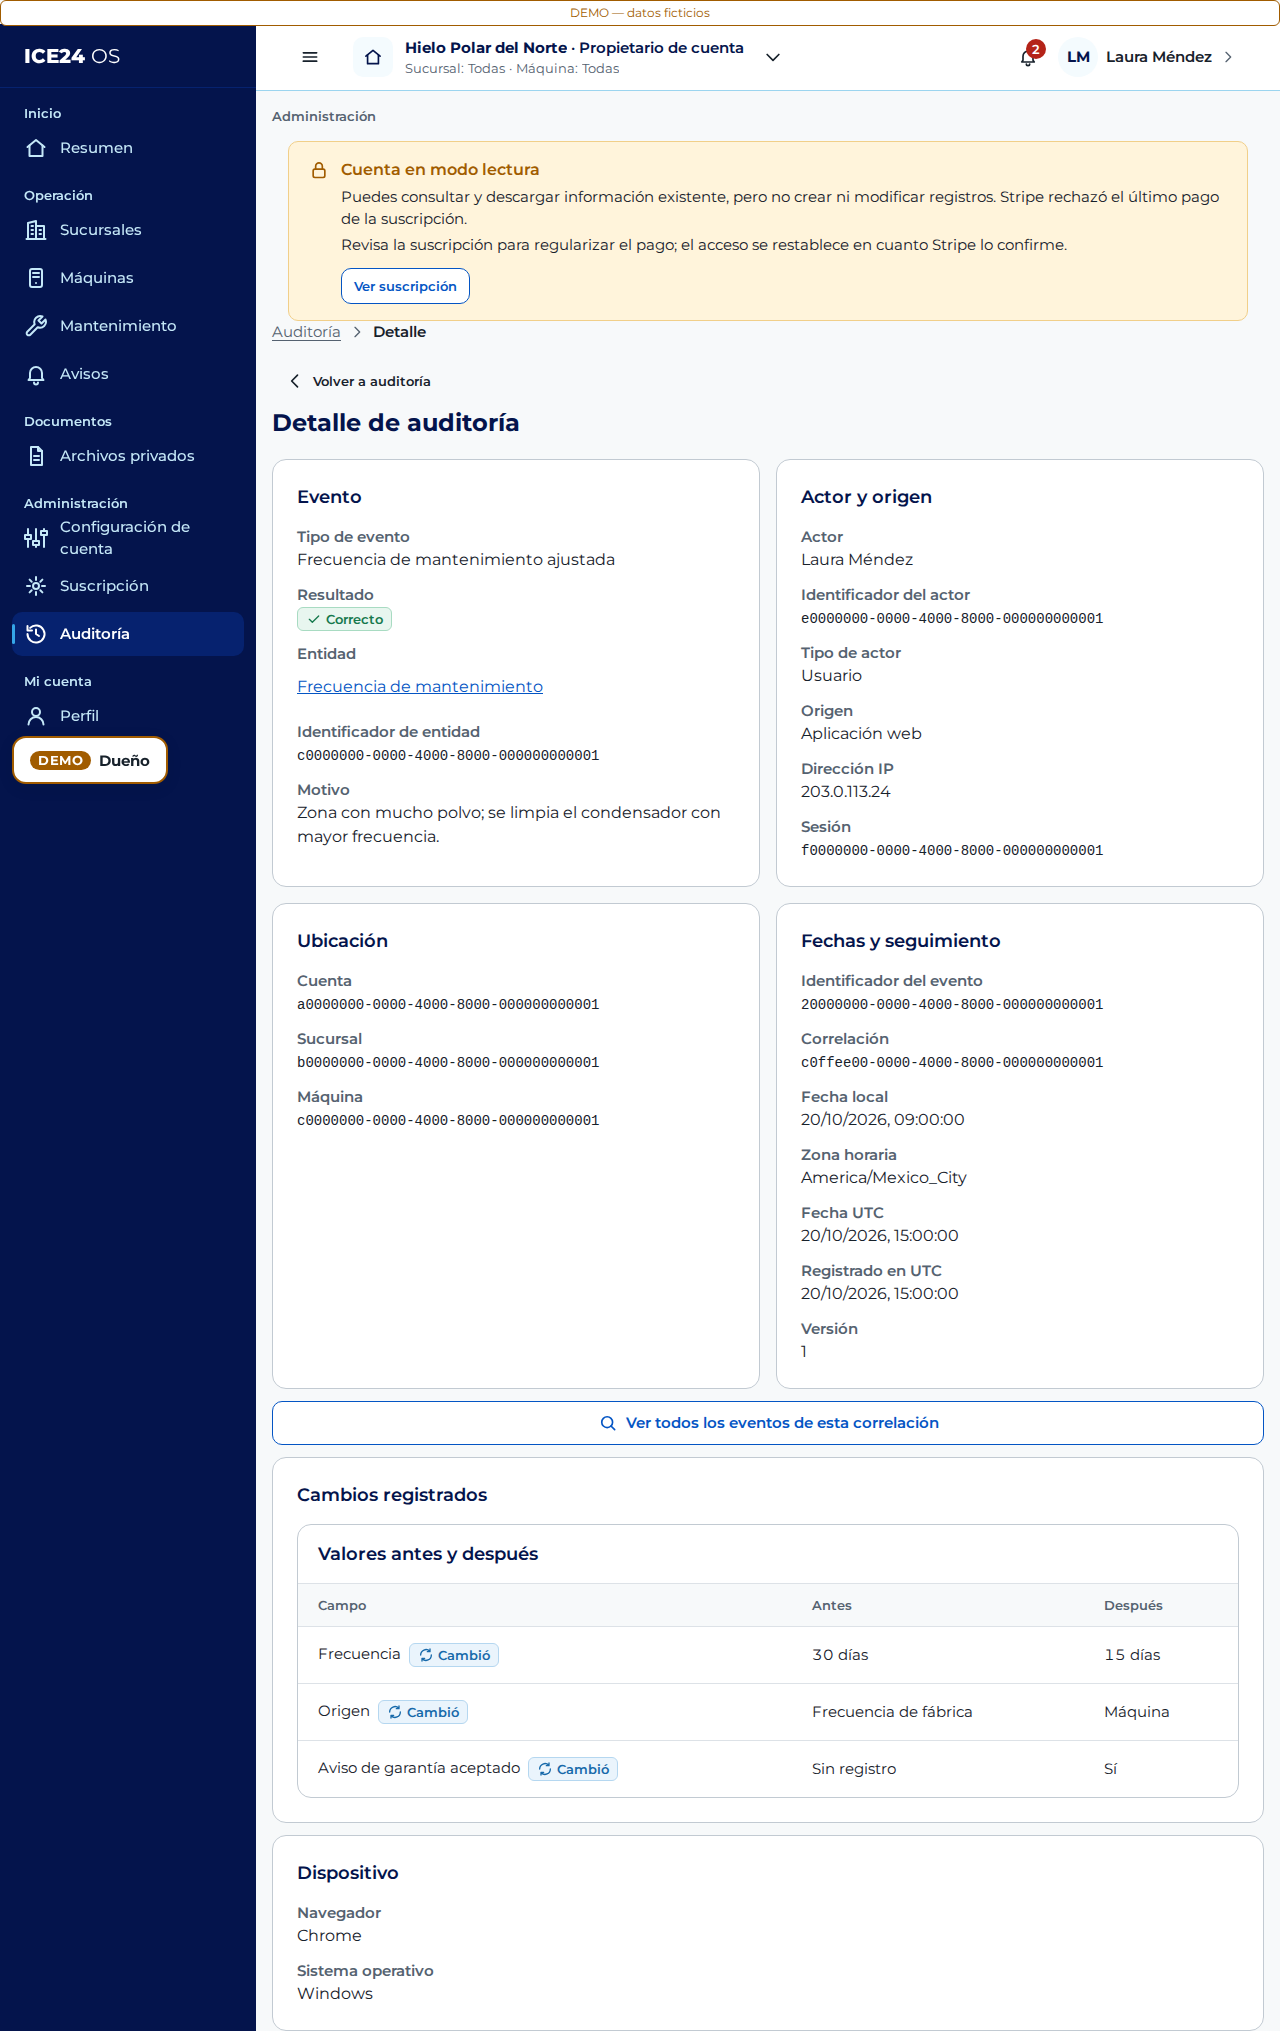 DEMO — datos ficticios
ICE24 OS
Inicio
Resumen
Operación
Sucursales
Máquinas
Mantenimiento
Avisos
Documentos
Archivos privados
Administración
Configuración de
cuenta
Suscripción
Auditoría
Mi cuenta
Perfil
DEMO Dueño
Hielo Polar del Norte · Propietario de cuenta
Sucursal: Todas · Máquina: Todas
2
LM Laura Méndez
Administración
Cuenta en modo lectura
Puedes consultar y descargar información existente, pero no crear ni modificar registros. Stripe rechazó el último pago
de la suscripción.
Revisa la suscripción para regularizar el pago; el acceso se restablece en cuanto Stripe lo confirme.
Ver suscripción
Auditoría > Detalle
Volver a auditoría
Detalle de auditoría
Evento
Tipo de evento
Frecuencia de mantenimiento ajustada
Resultado
Correcto
Entidad
Frecuencia de mantenimiento
Identificador de entidad
c0000000-0000-4000-8000-000000000001
Motivo
Zona con mucho polvo; se limpia el condensador con
mayor frecuencia.
Actor y origen
Actor
Laura Méndez
Identificador del actor
e0000000-0000-4000-8000-000000000001
Tipo de actor
Usuario
Origen
Aplicación web
Dirección IP
203.0.113.24
Sesión
f0000000-0000-4000-8000-000000000001
Ubicación
Cuenta
a0000000-0000-4000-8000-000000000001
Sucursal
b0000000-0000-4000-8000-000000000001
Máquina
c0000000-0000-4000-8000-000000000001
Fechas y seguimiento
Identificador del evento
20000000-0000-4000-8000-000000000001
Correlación
c0ffee00-0000-4000-8000-000000000001
Fecha local
20/10/2026, 09:00:00
Zona horaria
America/Mexico_City
Fecha UTC
20/10/2026, 15:00:00
Registrado en UTC
20/10/2026, 15:00:00
Versión
1
Ver todos los eventos de esta correlación
Cambios registrados
Valores antes y después
Campo Antes Después
Frecuencia Cambió 30 días 15 días
Origen Cambió Frecuencia de fábrica Máquina
Aviso de garantía aceptado Cambió Sin registro Sí
Dispositivo
Navegador
Chrome
Sistema operativo
Windows